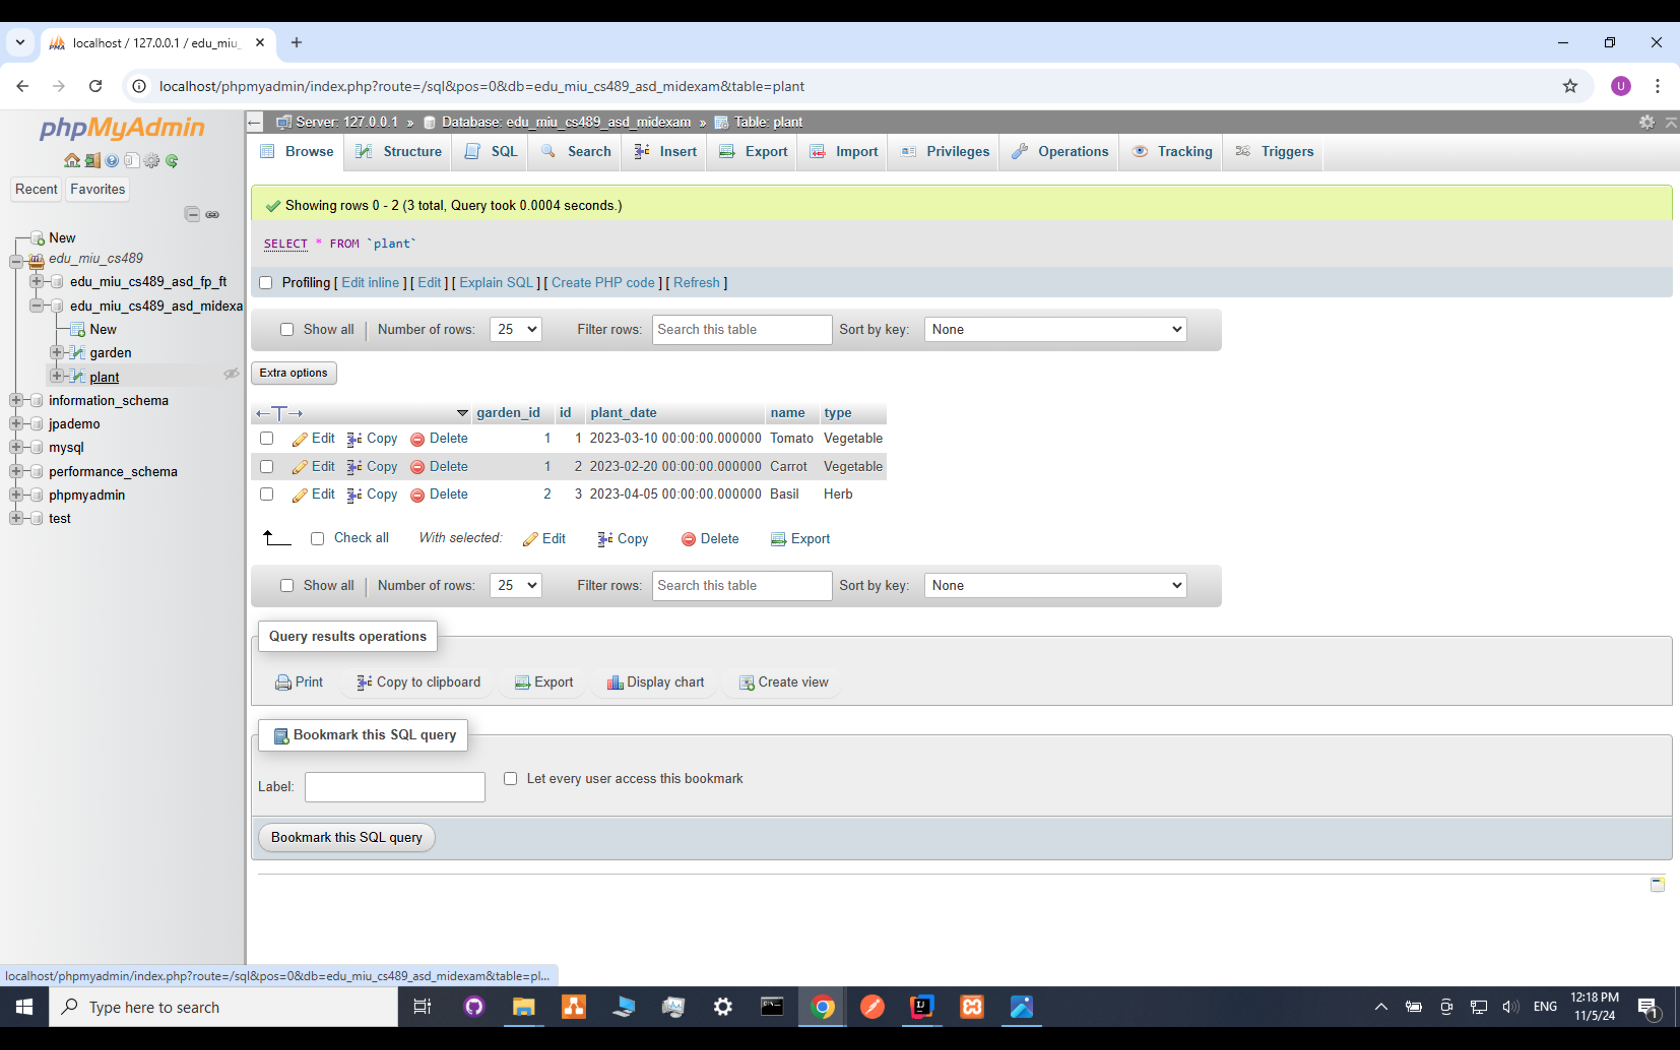 localhost / 127.0.0.1 / edu_miu_
localhost/phpmyadmin/index.php?route=/sql&pos=0&db=edu_miu_cs489_asd_midexam&table=plant
U
phpMyAdmin
Recent Favorites
New
edu_miu_cs489
edu_miu_cs489_asd_fp_ft
edu_miu_cs489_asd_midexa
New
garden
plant
information_schema
jpademo
mysql
performance_schema
phpmyadmin
test
Server: 127.0.0.1 » Database: edu_miu_cs489_asd_midexam » Table: plant
Browse Structure SQL Search Insert Export Import Privileges Operations Tracking Triggers
Showing rows 0 - 2 (3 total, Query took 0.0004 seconds.)
SELECT * FROM `plant`
Profiling [ Edit inline ] [ Edit ] [ Explain SQL ] [ Create PHP code ] [ Refresh ]
Show all | Number of rows: 25 Filter rows: Search this table Sort by key: None
Extra options
←T→ garden_id id plant_date name type
Edit Copy Delete 1 1 2023-03-10 00:00:00.000000 Tomato Vegetable
Edit Copy Delete 1 2 2023-02-20 00:00:00.000000 Carrot Vegetable
Edit Copy Delete 2 3 2023-04-05 00:00:00.000000 Basil Herb
Check all With selected: Edit Copy Delete Export
Show all | Number of rows: 25 Filter rows: Search this table Sort by key: None
Query results operations
Print Copy to clipboard Export Display chart Create view
Bookmark this SQL query
Label: Let every user access this bookmark
Bookmark this SQL query
localhost/phpmyadmin/index.php?route=/sql&pos=0&db=edu_miu_cs489_asd_midexam&table=pl...
Type here to search
ENG
12:18 PM
11/5/24
1